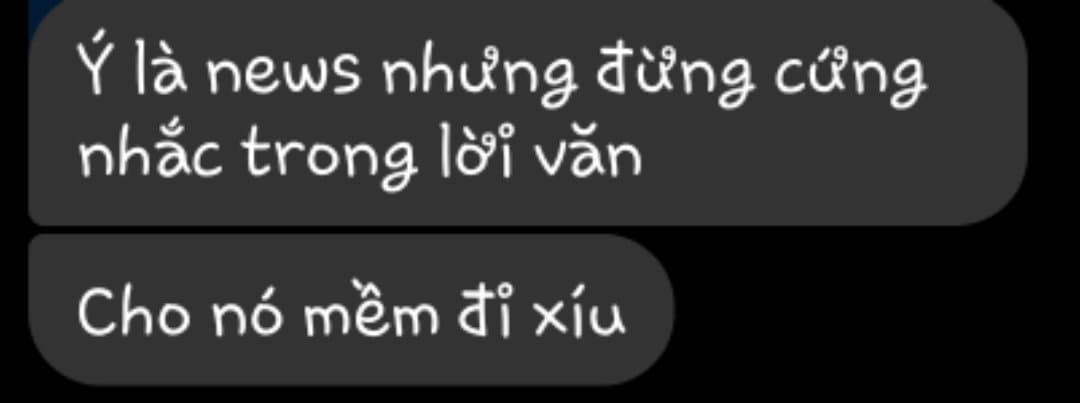 Ý là news nhưng đừng cứng
nhắc trong lời văn
Cho nó mềm đi xíu